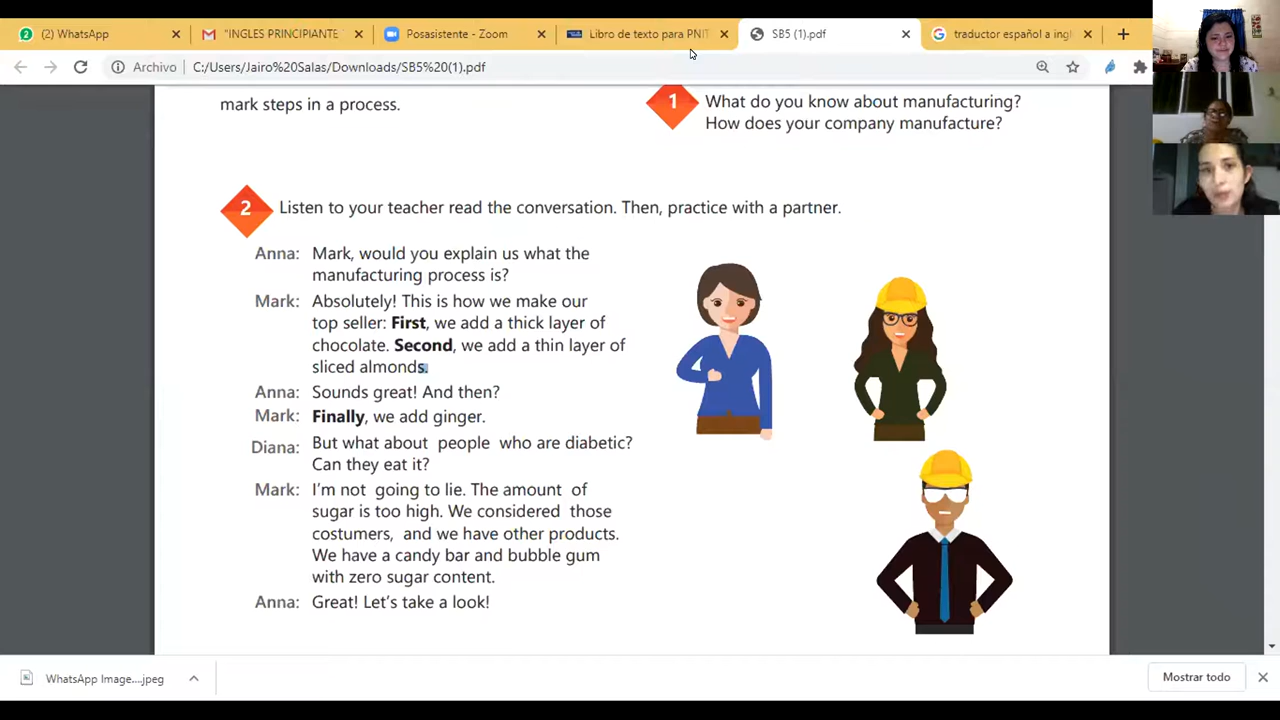 (2) WhatsApp
"INGLES PRINCIPIANTE
Posasistente - Zoom
Libro de texto para PNIT
SB5 (1).pdf
traductor español a ingl
Archivo
C:/Users/Jairo%20Salas/Downloads/SB5%20(1).pdf
mark steps in a process.
1
What do you know about manufacturing?
How does your company manufacture?
2
Listen to your teacher read the conversation. Then, practice with a partner.
Anna: Mark, would you explain us what the
manufacturing process is?
Mark: Absolutely! This is how we make our
top seller: First, we add a thick layer of
chocolate. Second, we add a thin layer of
sliced almonds.
Anna: Sounds great! And then?
Mark: Finally, we add ginger.
Diana: But what about people who are diabetic?
Can they eat it?
Mark: I'm not going to lie. The amount of
sugar is too high. We considered those
costumers, and we have other products.
We have a candy bar and bubble gum
with zero sugar content.
Anna: Great! Let's take a look!
WhatsApp Image....jpeg
Mostrar todo